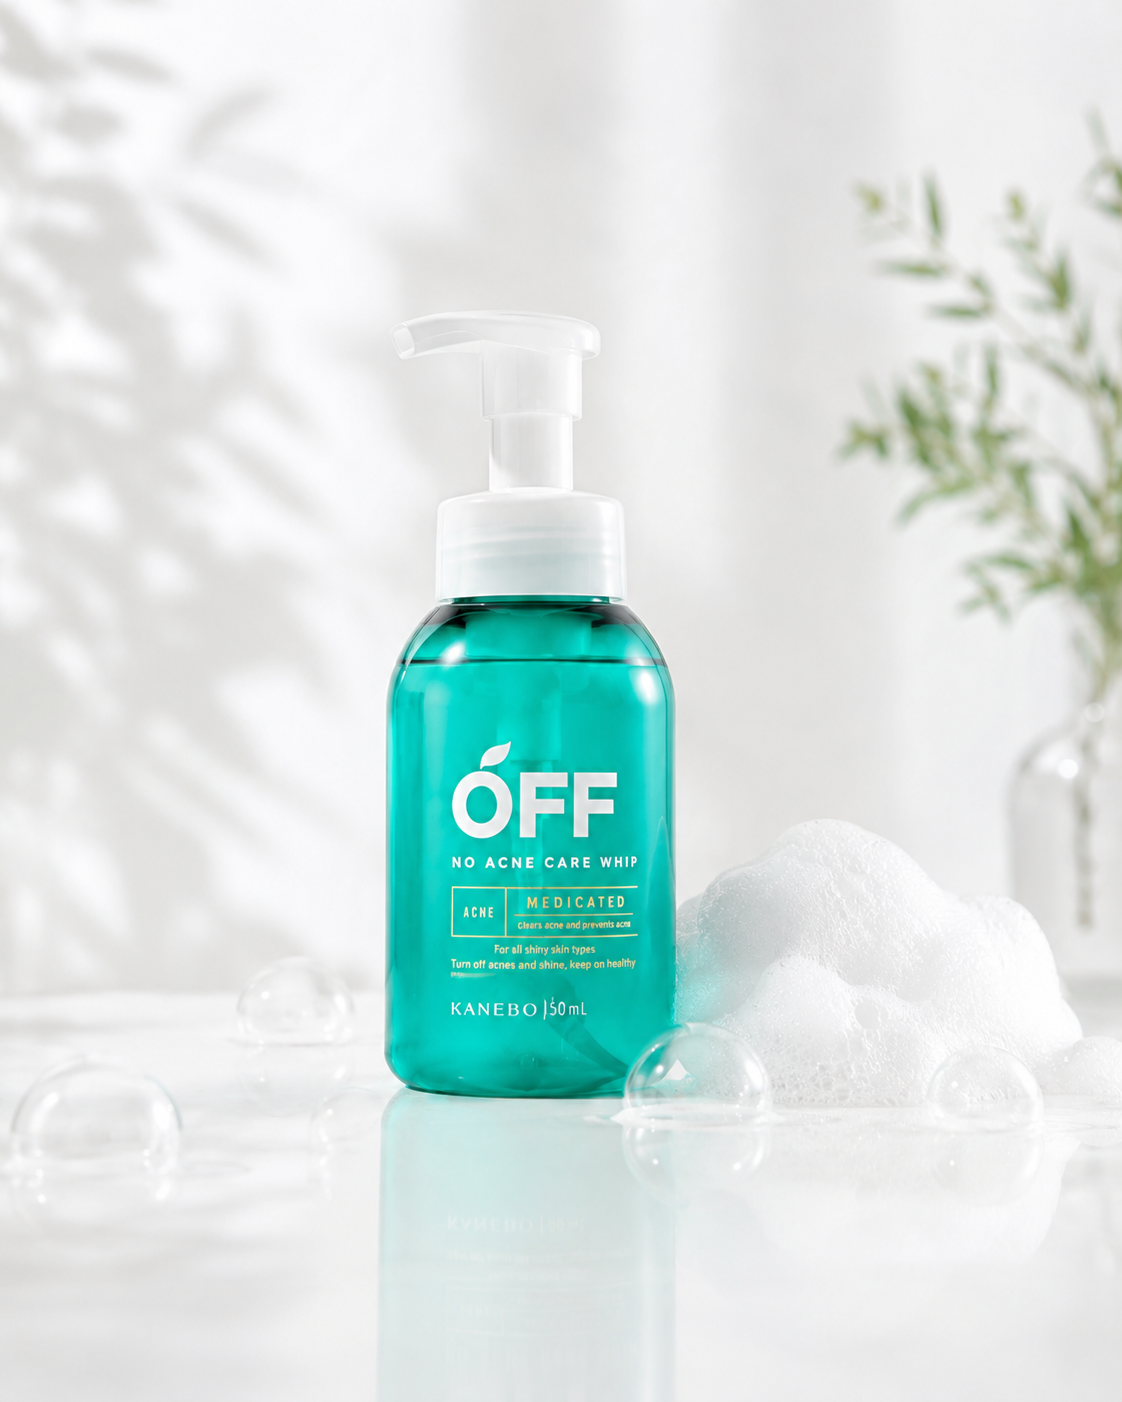 ÓFF
NO ACNE CARE WHIP
ACNE
MEDICATED
Clears acne and prevents acne
For all shiny skin types
Turn off acnes and shine, keep on healthy
KANEBO 150mL